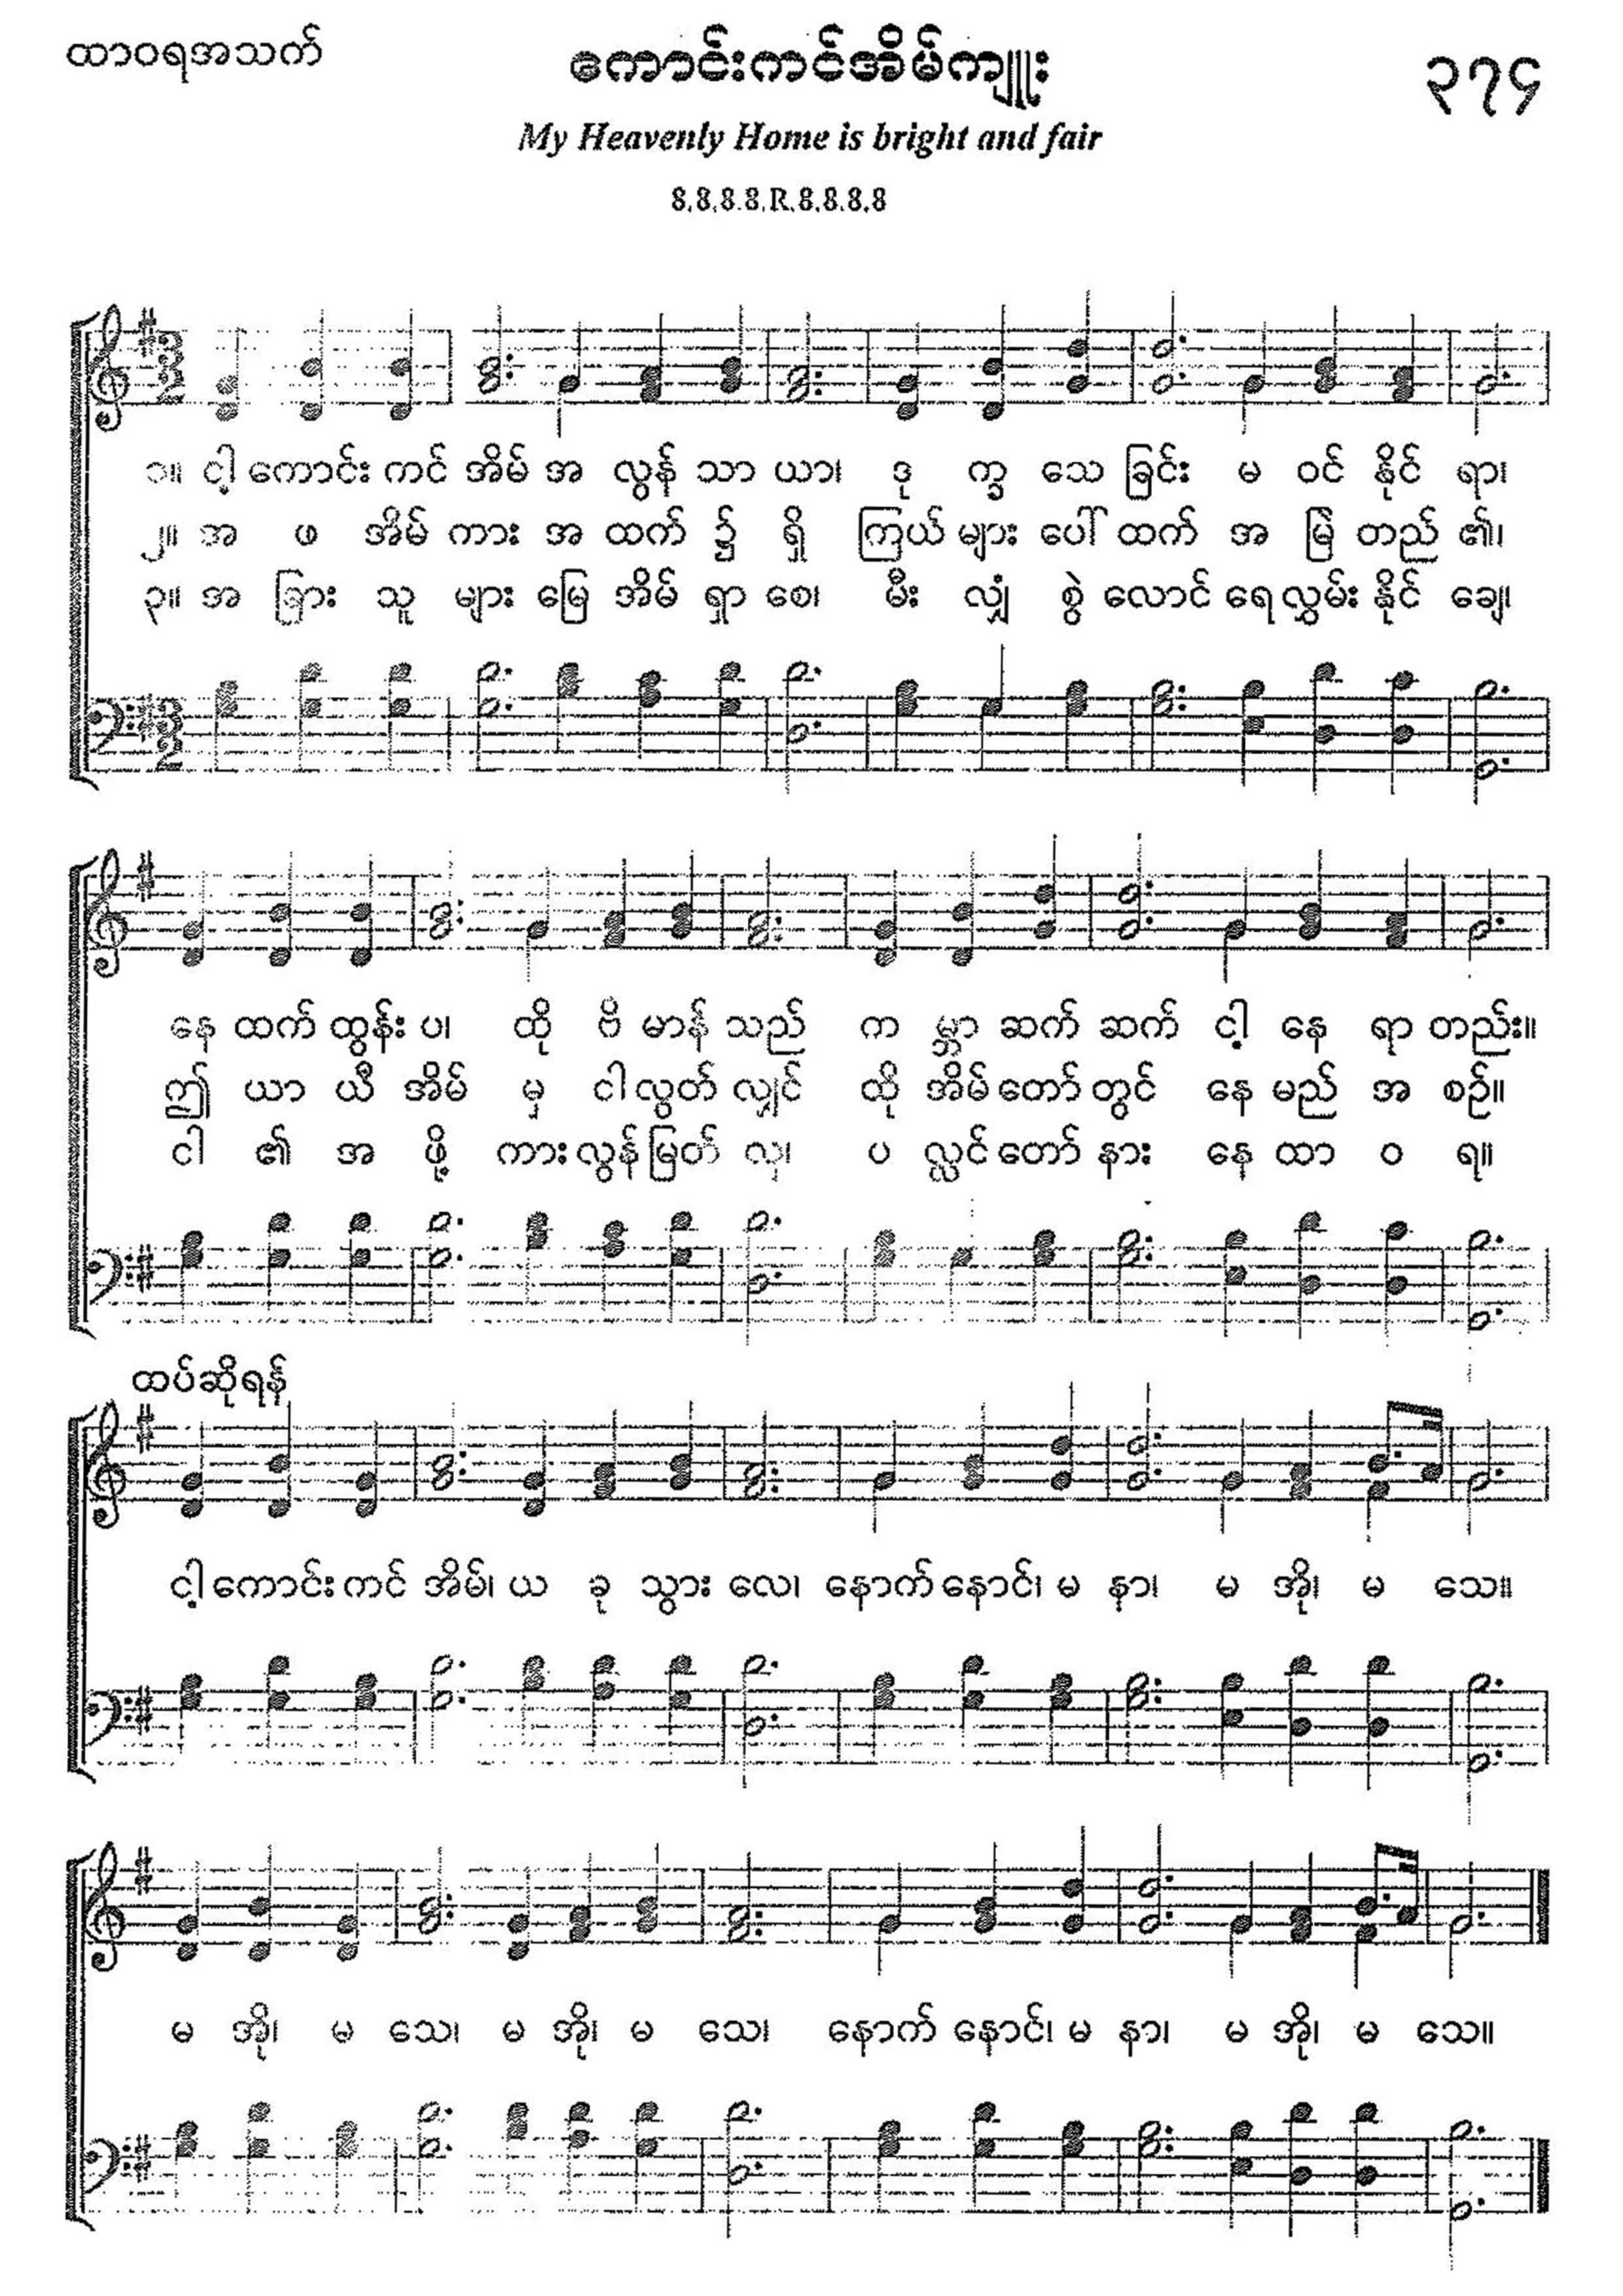 ထာဝရအသက်
ကောင်းကင်အိမ်ကျူး
၃၇၄
My Heavenly Home is bright and fair
8,8,8.8,R,8,8.8,8
၁။ ငါ့ ကောင်း ကင် အိမ် အ လွန် သာ ယာ၊ ဒု က္ခ သေ ခြင်း မ ဝင် နိုင် ရာ၊
၂။ အ ဖ အိမ် ကား အ ထက် ၌ ရှိ ကြယ် များ ပေါ် ထက် အ မြဲ တည် ၏၊
၃။ အ ခြား သူ များ မြေ အိမ် ရှာ စေ၊ မီး လျှံ စွဲ လောင် ရေ လွှမ်း နိုင် ချေ၊
နေ ထက် ထွန်း ပ၊ ထို ဗိ မာန် သည် က မ္ဘာ ဆက် ဆက် ငါ့ နေ ရာ တည်း။
ဤ ယာ ယီ အိမ် မှ ငါ လွတ် လျှင် ထို အိမ် တော် တွင် နေ မည် အ စဉ်။
ငါ ၏ အ ဖို့ ကား လွန် မြတ် လှ၊ ပ လ္လင် တော် နား နေ ထာ ဝ ရ။
ထပ်ဆိုရန်
ငါ့ ကောင်း ကင် အိမ်၊ ယ ခု သွား လေ၊ နောက် နောင်၊ မ နာ၊ မ အို၊ မ သေ။
မ အို၊ မ သေ၊ မ အို၊ မ သေ၊ နောက် နောင်၊ မ နာ၊ မ အို၊ မ သေ။